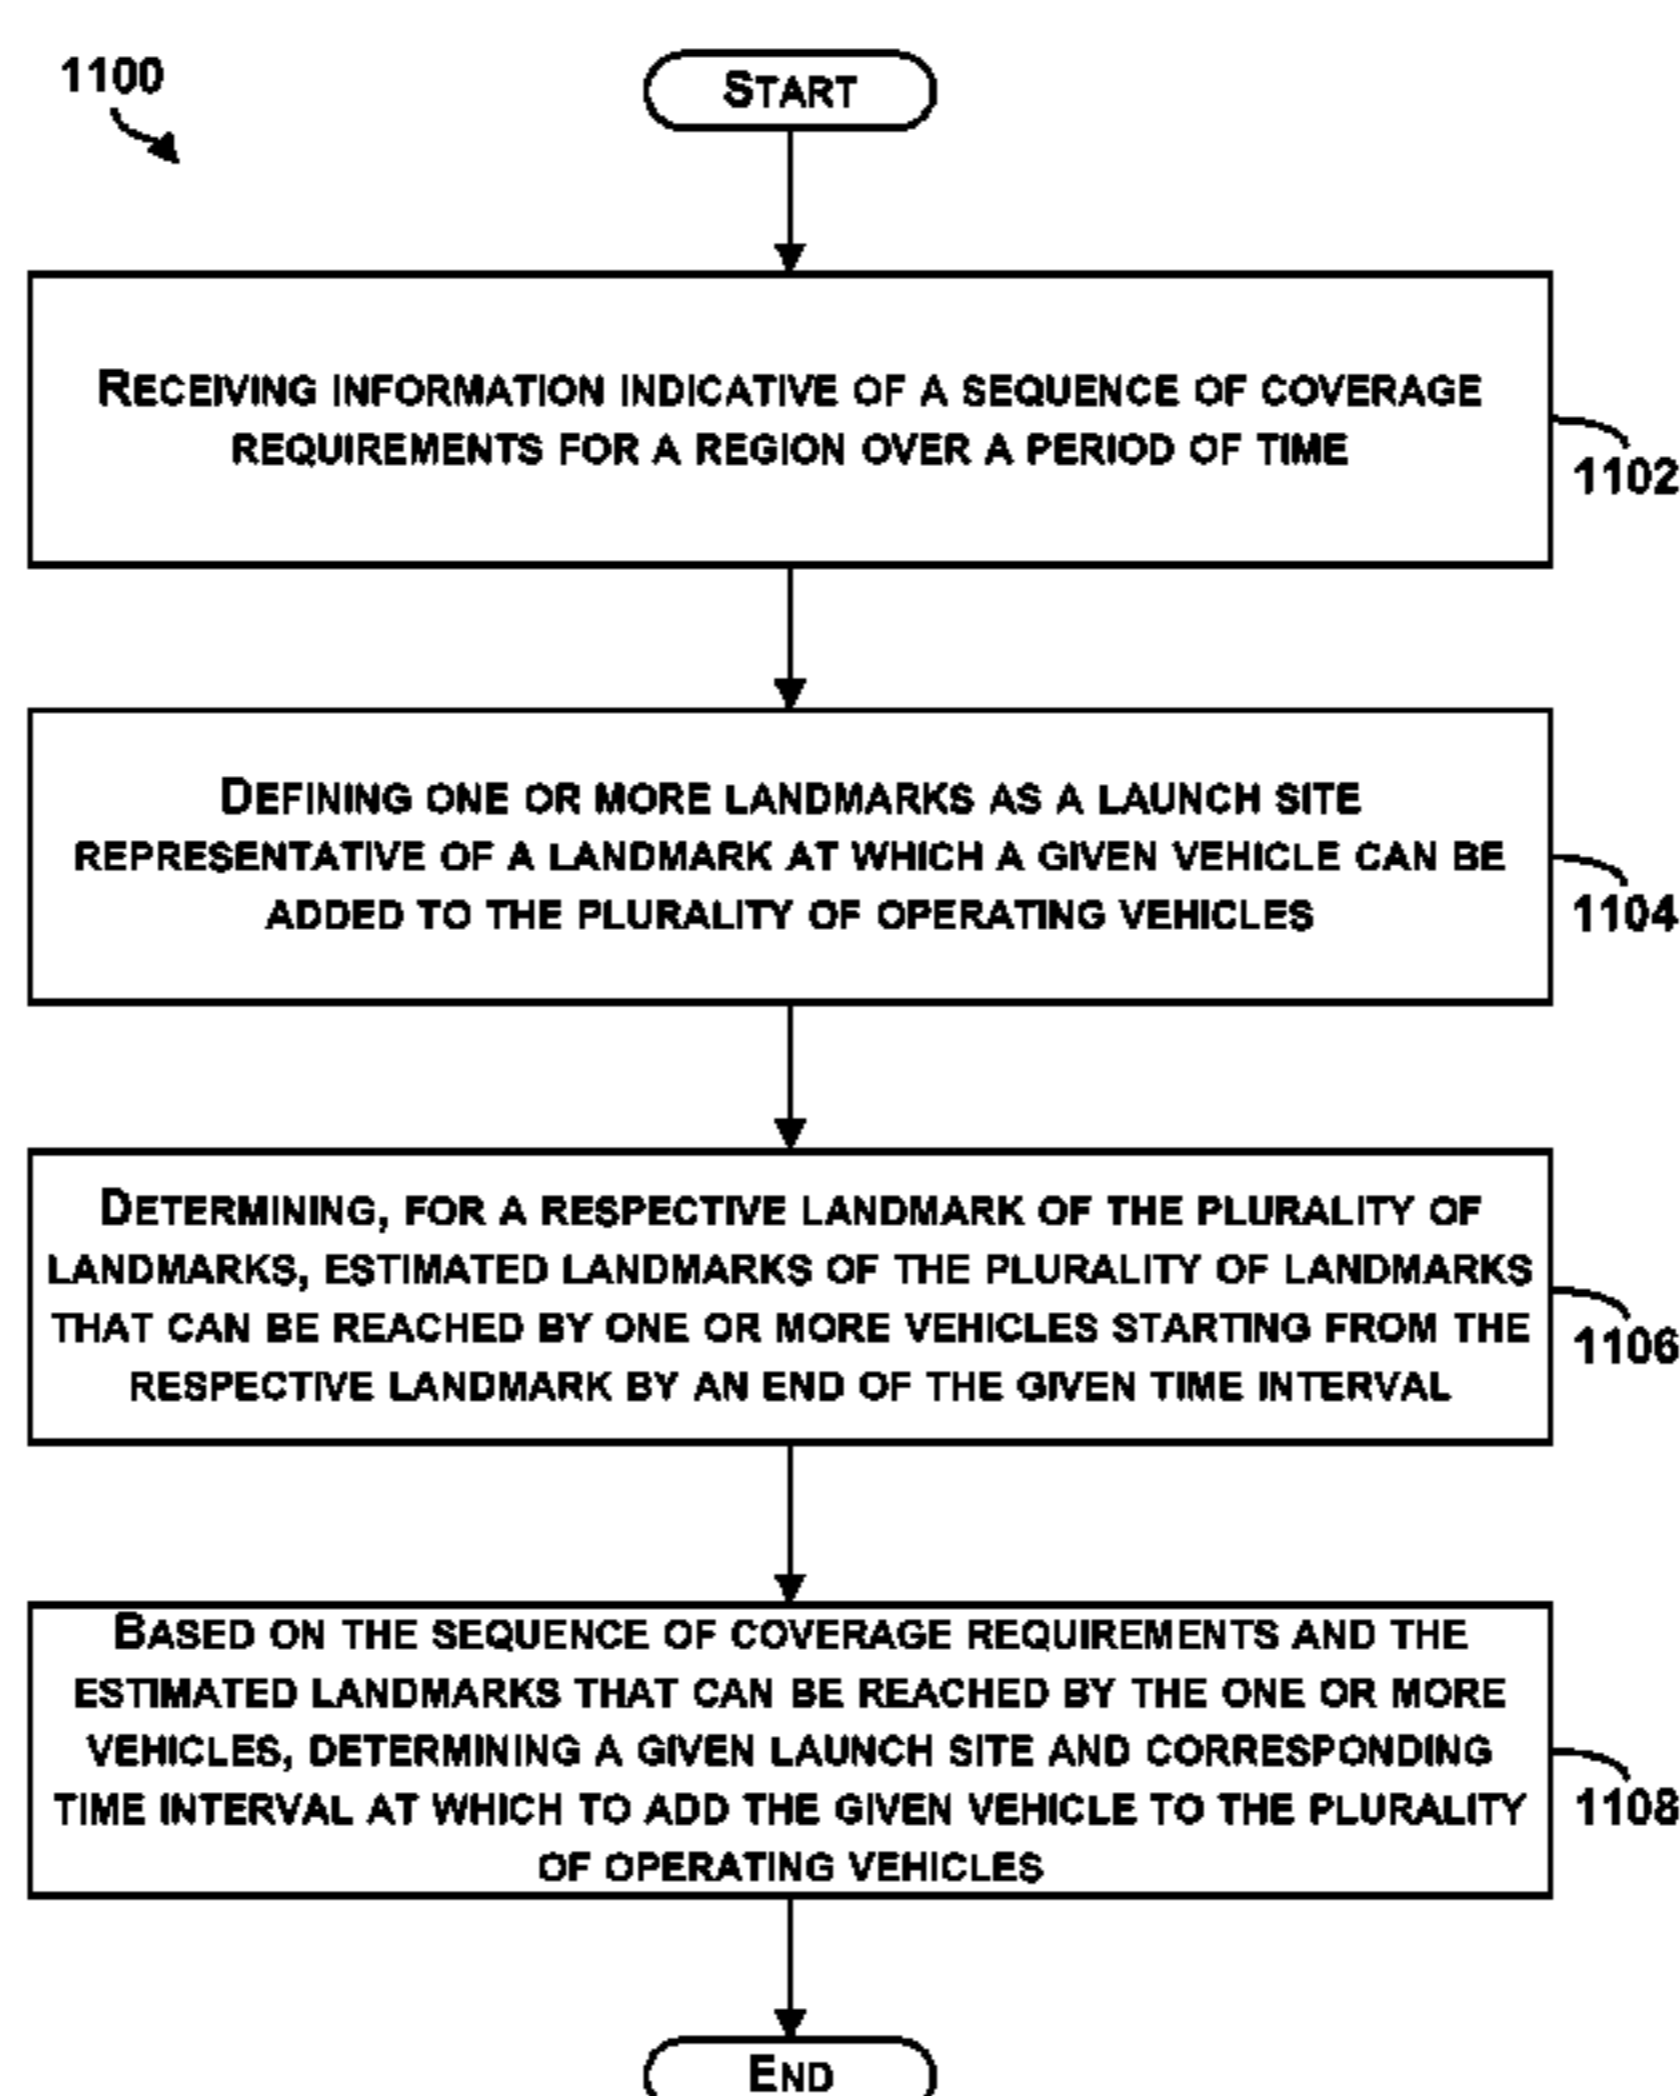 1100
START
RECEIVING INFORMATION INDICATIVE OF A SEQUENCE OF COVERAGE
REQUIREMENTS FOR A REGION OVER A PERIOD OF TIME
1102
DEFINING ONE OR MORE LANDMARKS AS A LAUNCH SITE
REPRESENTATIVE OF A LANDMARK AT WHICH A GIVEN VEHICLE CAN BE
ADDED TO THE PLURALITY OF OPERATING VEHICLES
1104
DETERMINING, FOR A RESPECTIVE LANDMARK OF THE PLURALITY OF
LANDMARKS, ESTIMATED LANDMARKS OF THE PLURALITY OF LANDMARKS
THAT CAN BE REACHED BY ONE OR MORE VEHICLES STARTING FROM THE
RESPECTIVE LANDMARK BY AN END OF THE GIVEN TIME INTERVAL
1106
BASED ON THE SEQUENCE OF COVERAGE REQUIREMENTS AND THE
ESTIMATED LANDMARKS THAT CAN BE REACHED BY THE ONE OR MORE
VEHICLES, DETERMINING A GIVEN LAUNCH SITE AND CORRESPONDING
TIME INTERVAL AT WHICH TO ADD THE GIVEN VEHICLE TO THE PLURALITY
OF OPERATING VEHICLES
1108
END